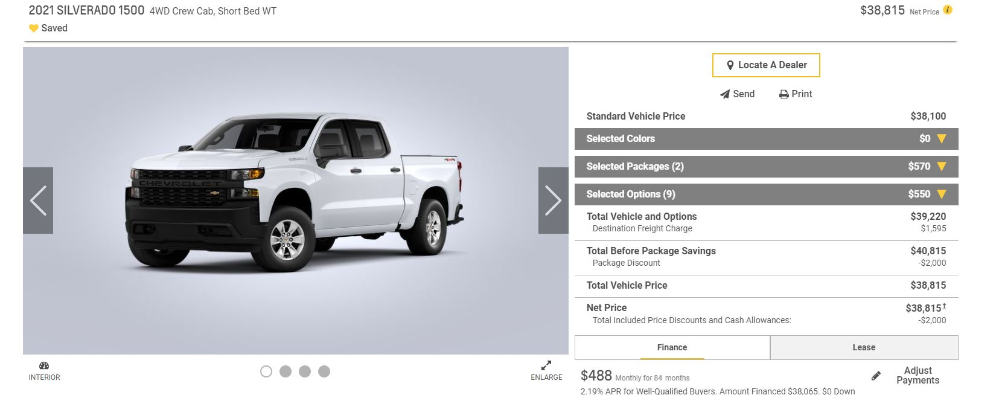 2021 SILVERADO 1500 4WD Crew Cab, Short Bed WT
$38,815 Net Price i
Saved
CHEVROLET
4X4
Locate A Dealer
Send Print
Standard Vehicle Price $38,100
Selected Colors $0
Selected Packages (2) $570
Selected Options (9) $550
Total Vehicle and Options $39,220
Destination Freight Charge $1,595
Total Before Package Savings $40,815
Package Discount -$2,000
Total Vehicle Price $38,815
Net Price $38,815‡
Total Included Price Discounts and Cash Allowances: -$2,000
Finance Lease
INTERIOR
ENLARGE
$488 Monthly for 84 months
Adjust
Payments
2.19% APR for Well-Qualified Buyers. Amount Financed $38,065. $0 Down